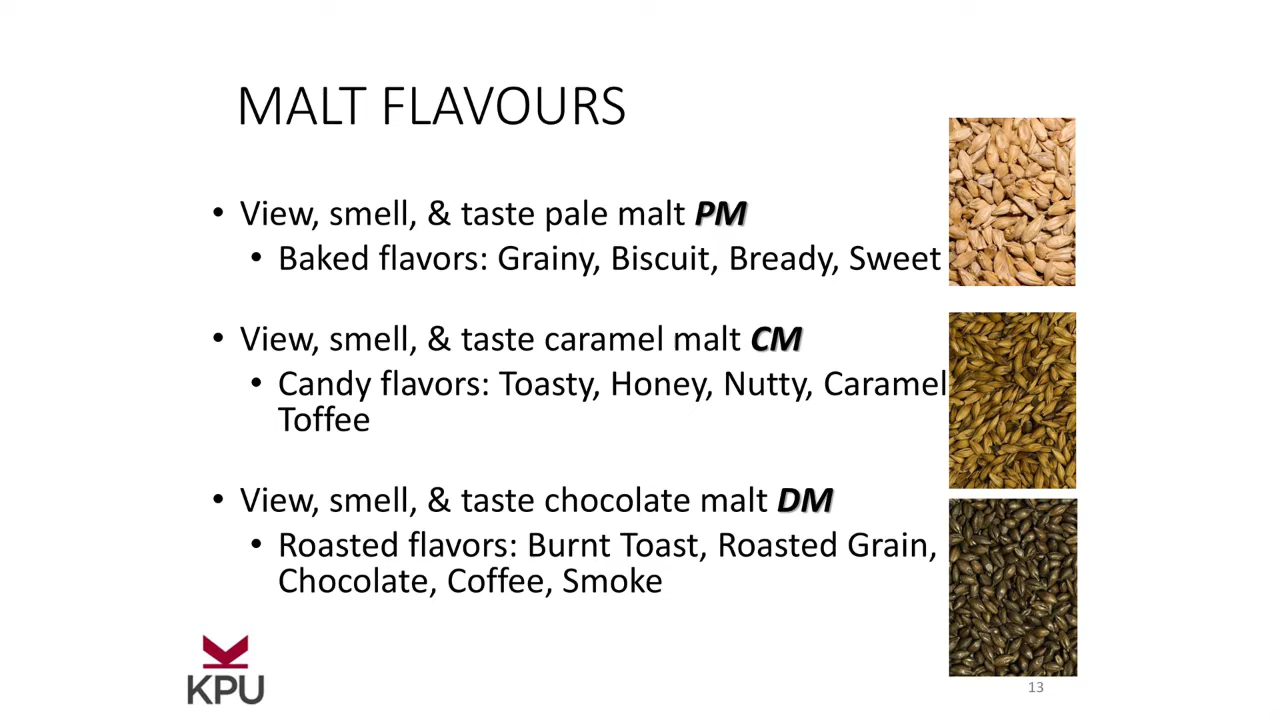 MALT FLAVOURS
• View, smell, & taste pale malt PM
• Baked flavors: Grainy, Biscuit, Bready, Sweet
• View, smell, & taste caramel malt CM
• Candy flavors: Toasty, Honey, Nutty, Caramel
Toffee
• View, smell, & taste chocolate malt DM
• Roasted flavors: Burnt Toast, Roasted Grain,
Chocolate, Coffee, Smoke
KPU
13